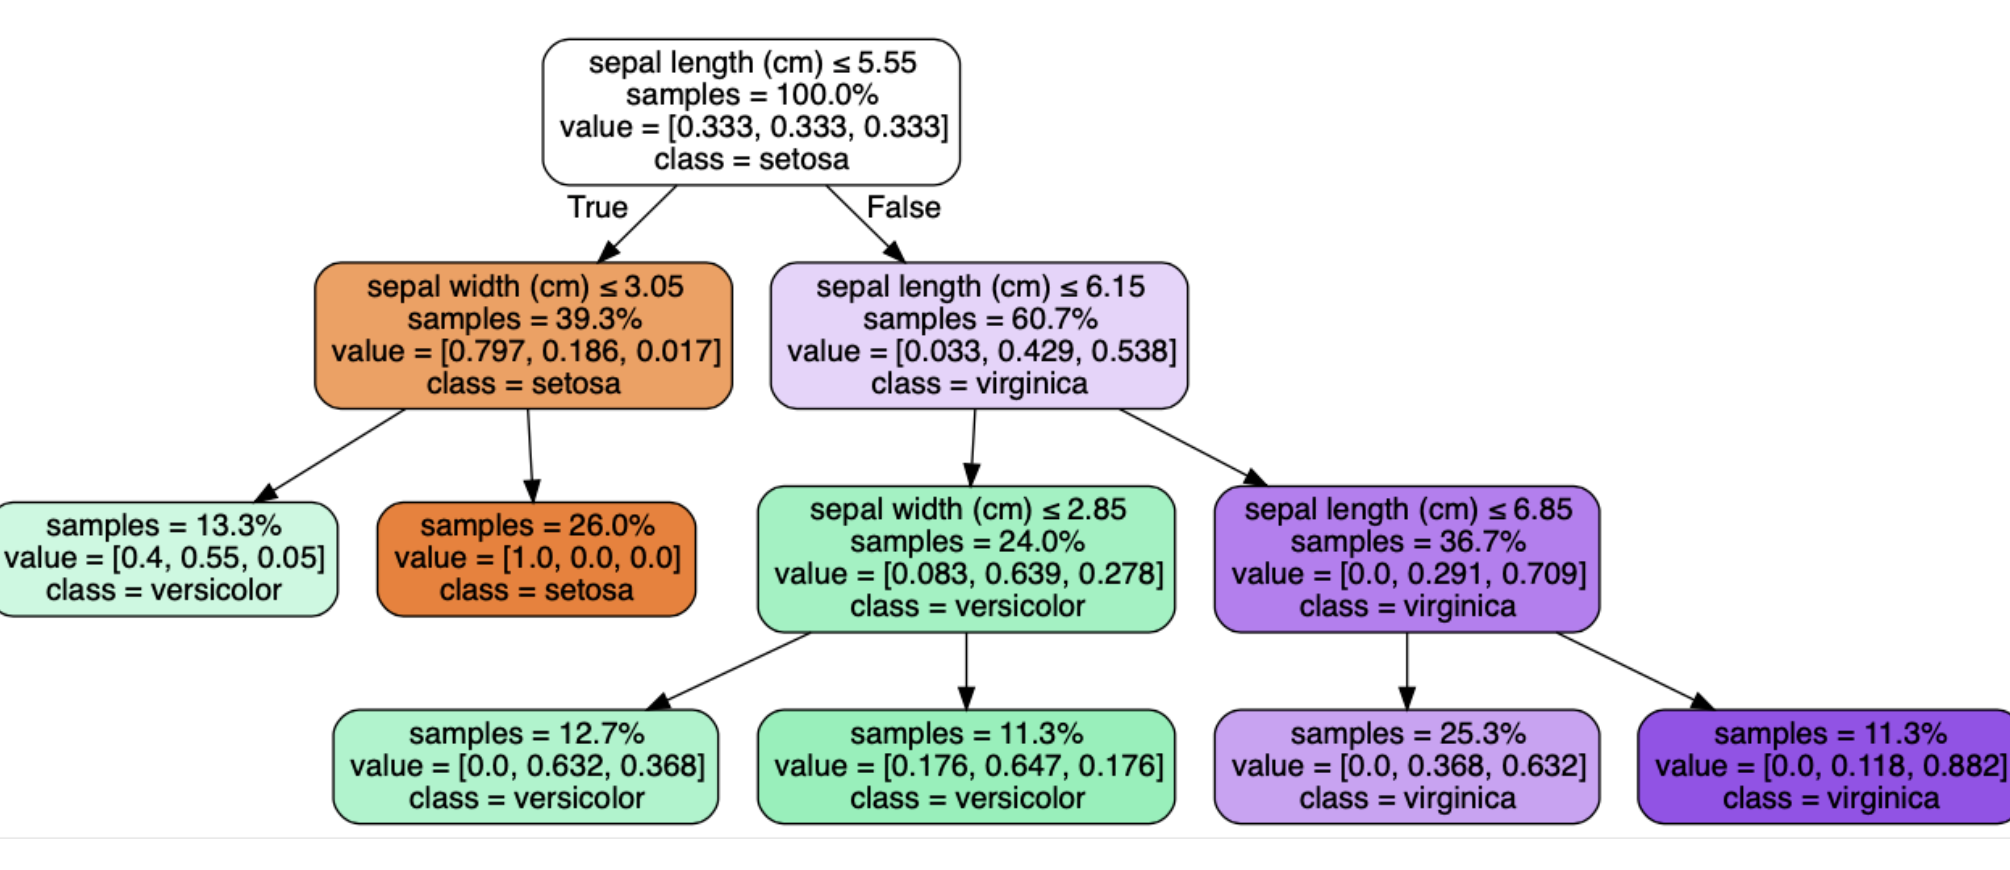 sepal length (cm) ≤ 5.55
samples = 100.0%
value = [0.333, 0.333, 0.333]
class = setosa
True
False
sepal width (cm) ≤ 3.05
samples = 39.3%
value = [0.797, 0.186, 0.017]
class = setosa
sepal length (cm) ≤ 6.15
samples = 60.7%
value = [0.033, 0.429, 0.538]
class = virginica
samples = 13.3%
value = [0.4, 0.55, 0.05]
class = versicolor
samples = 26.0%
value = [1.0, 0.0, 0.0]
class = setosa
sepal width (cm) ≤ 2.85
samples = 24.0%
value = [0.083, 0.639, 0.278]
class = versicolor
sepal length (cm) ≤ 6.85
samples = 36.7%
value = [0.0, 0.291, 0.709]
class = virginica
samples = 12.7%
value = [0.0, 0.632, 0.368]
class = versicolor
samples = 11.3%
value = [0.176, 0.647, 0.176]
class = versicolor
samples = 25.3%
value = [0.0, 0.368, 0.632]
class = virginica
samples = 11.3%
value = [0.0, 0.118, 0.882]
class = virginica